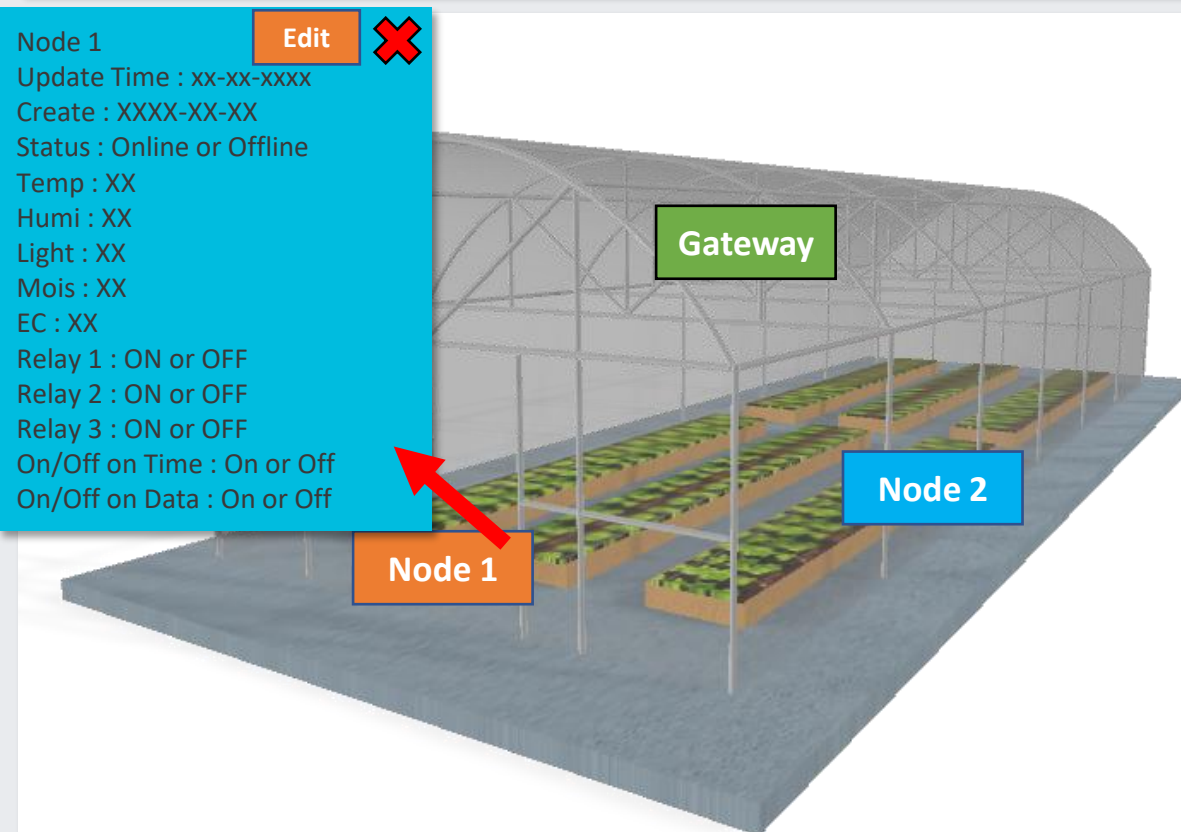 Node 1
Edit
Update Time : xx-xx-xxxx
Create : XXXX-XX-XX
Status : Online or Offline
Temp : XX
Humi : XX
Light : XX
Mois : XX
EC : XX
Relay 1 : ON or OFF
Relay 2 : ON or OFF
Relay 3 : ON or OFF
On/Off on Time : On or Off
On/Off on Data : On or Off
Gateway
Node 2
Node 1